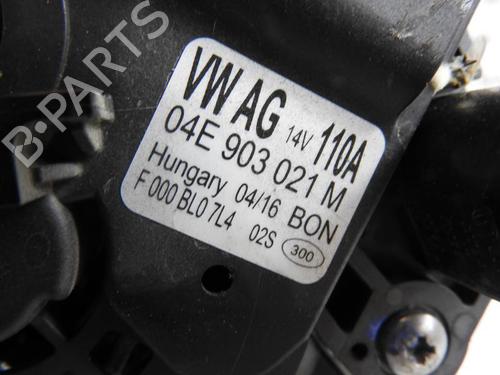 B-PARTS
VW AG 14V 110A
04E 903 021 M
Hungary 04/16 BON
F 000 BL0 7L4 02S 300